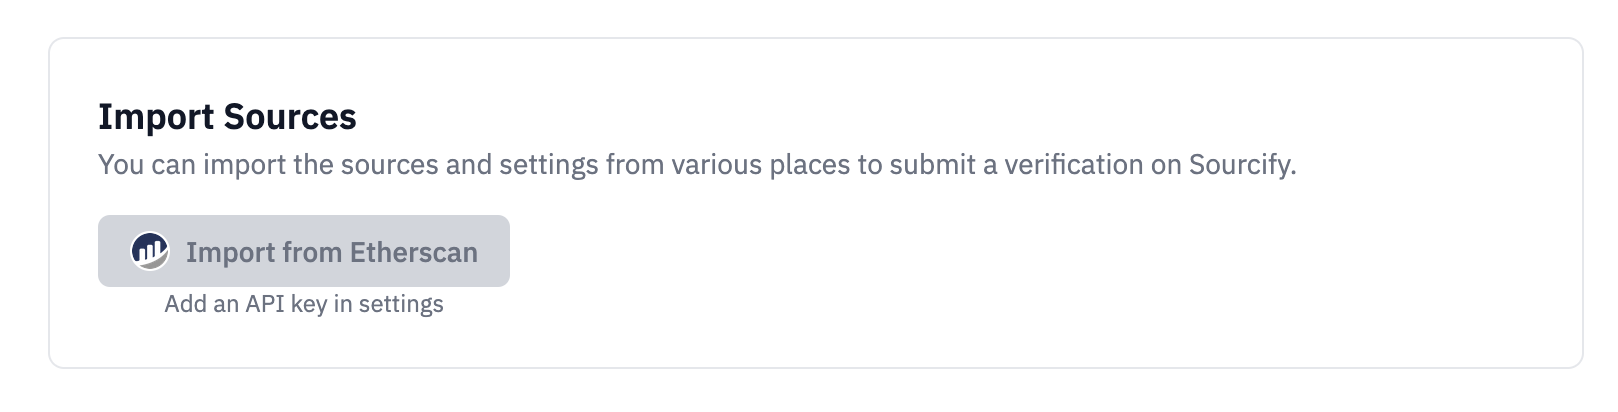 Import Sources
You can import the sources and settings from various places to submit a verification on Sourcify.
Import from Etherscan
Add an API key in settings